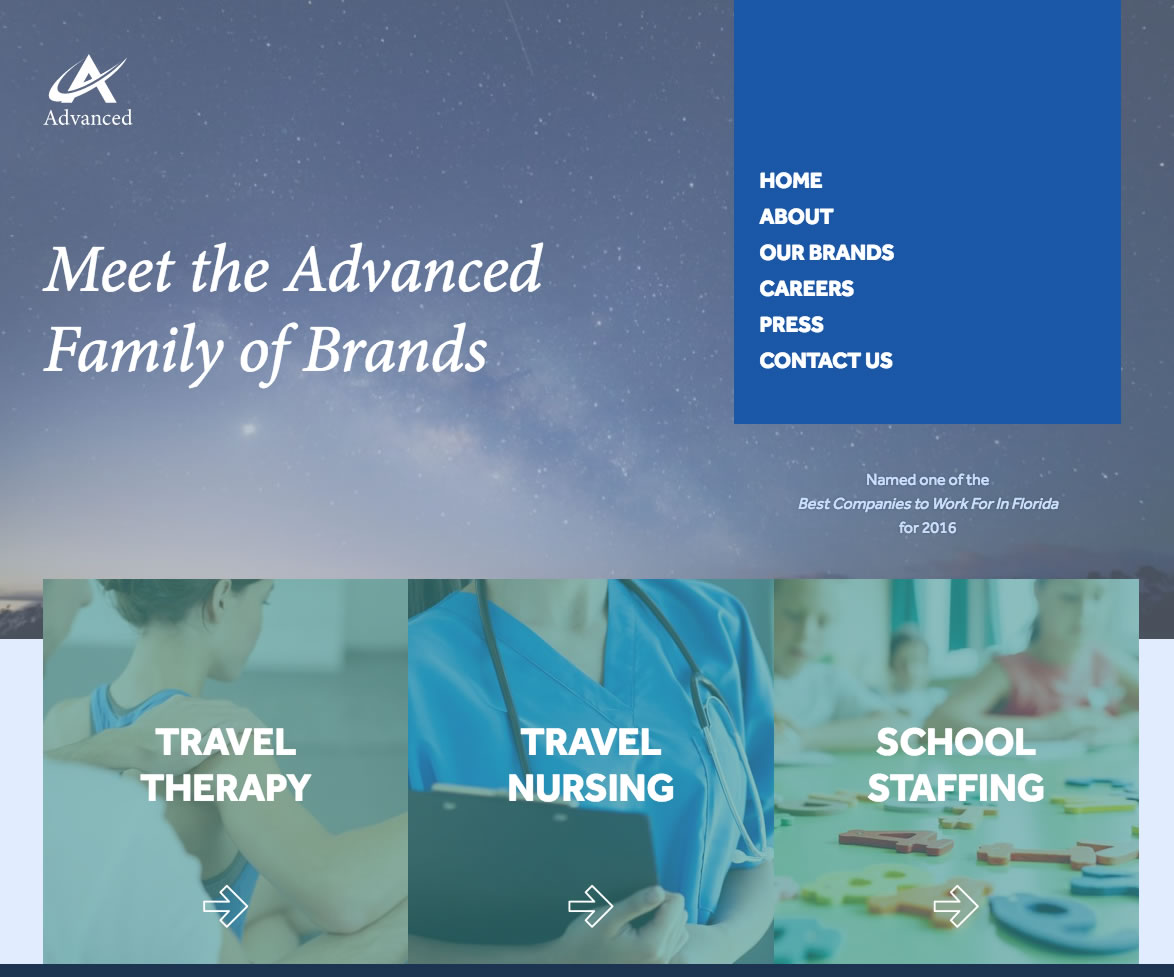 Advanced
HOME
ABOUT
OUR BRANDS
CAREERS
PRESS
CONTACT US
Meet the Advanced
Family of Brands
Named one of the
Best Companies to Work For In Florida
for 2016
TRAVEL
THERAPY
TRAVEL
NURSING
SCHOOL
STAFFING